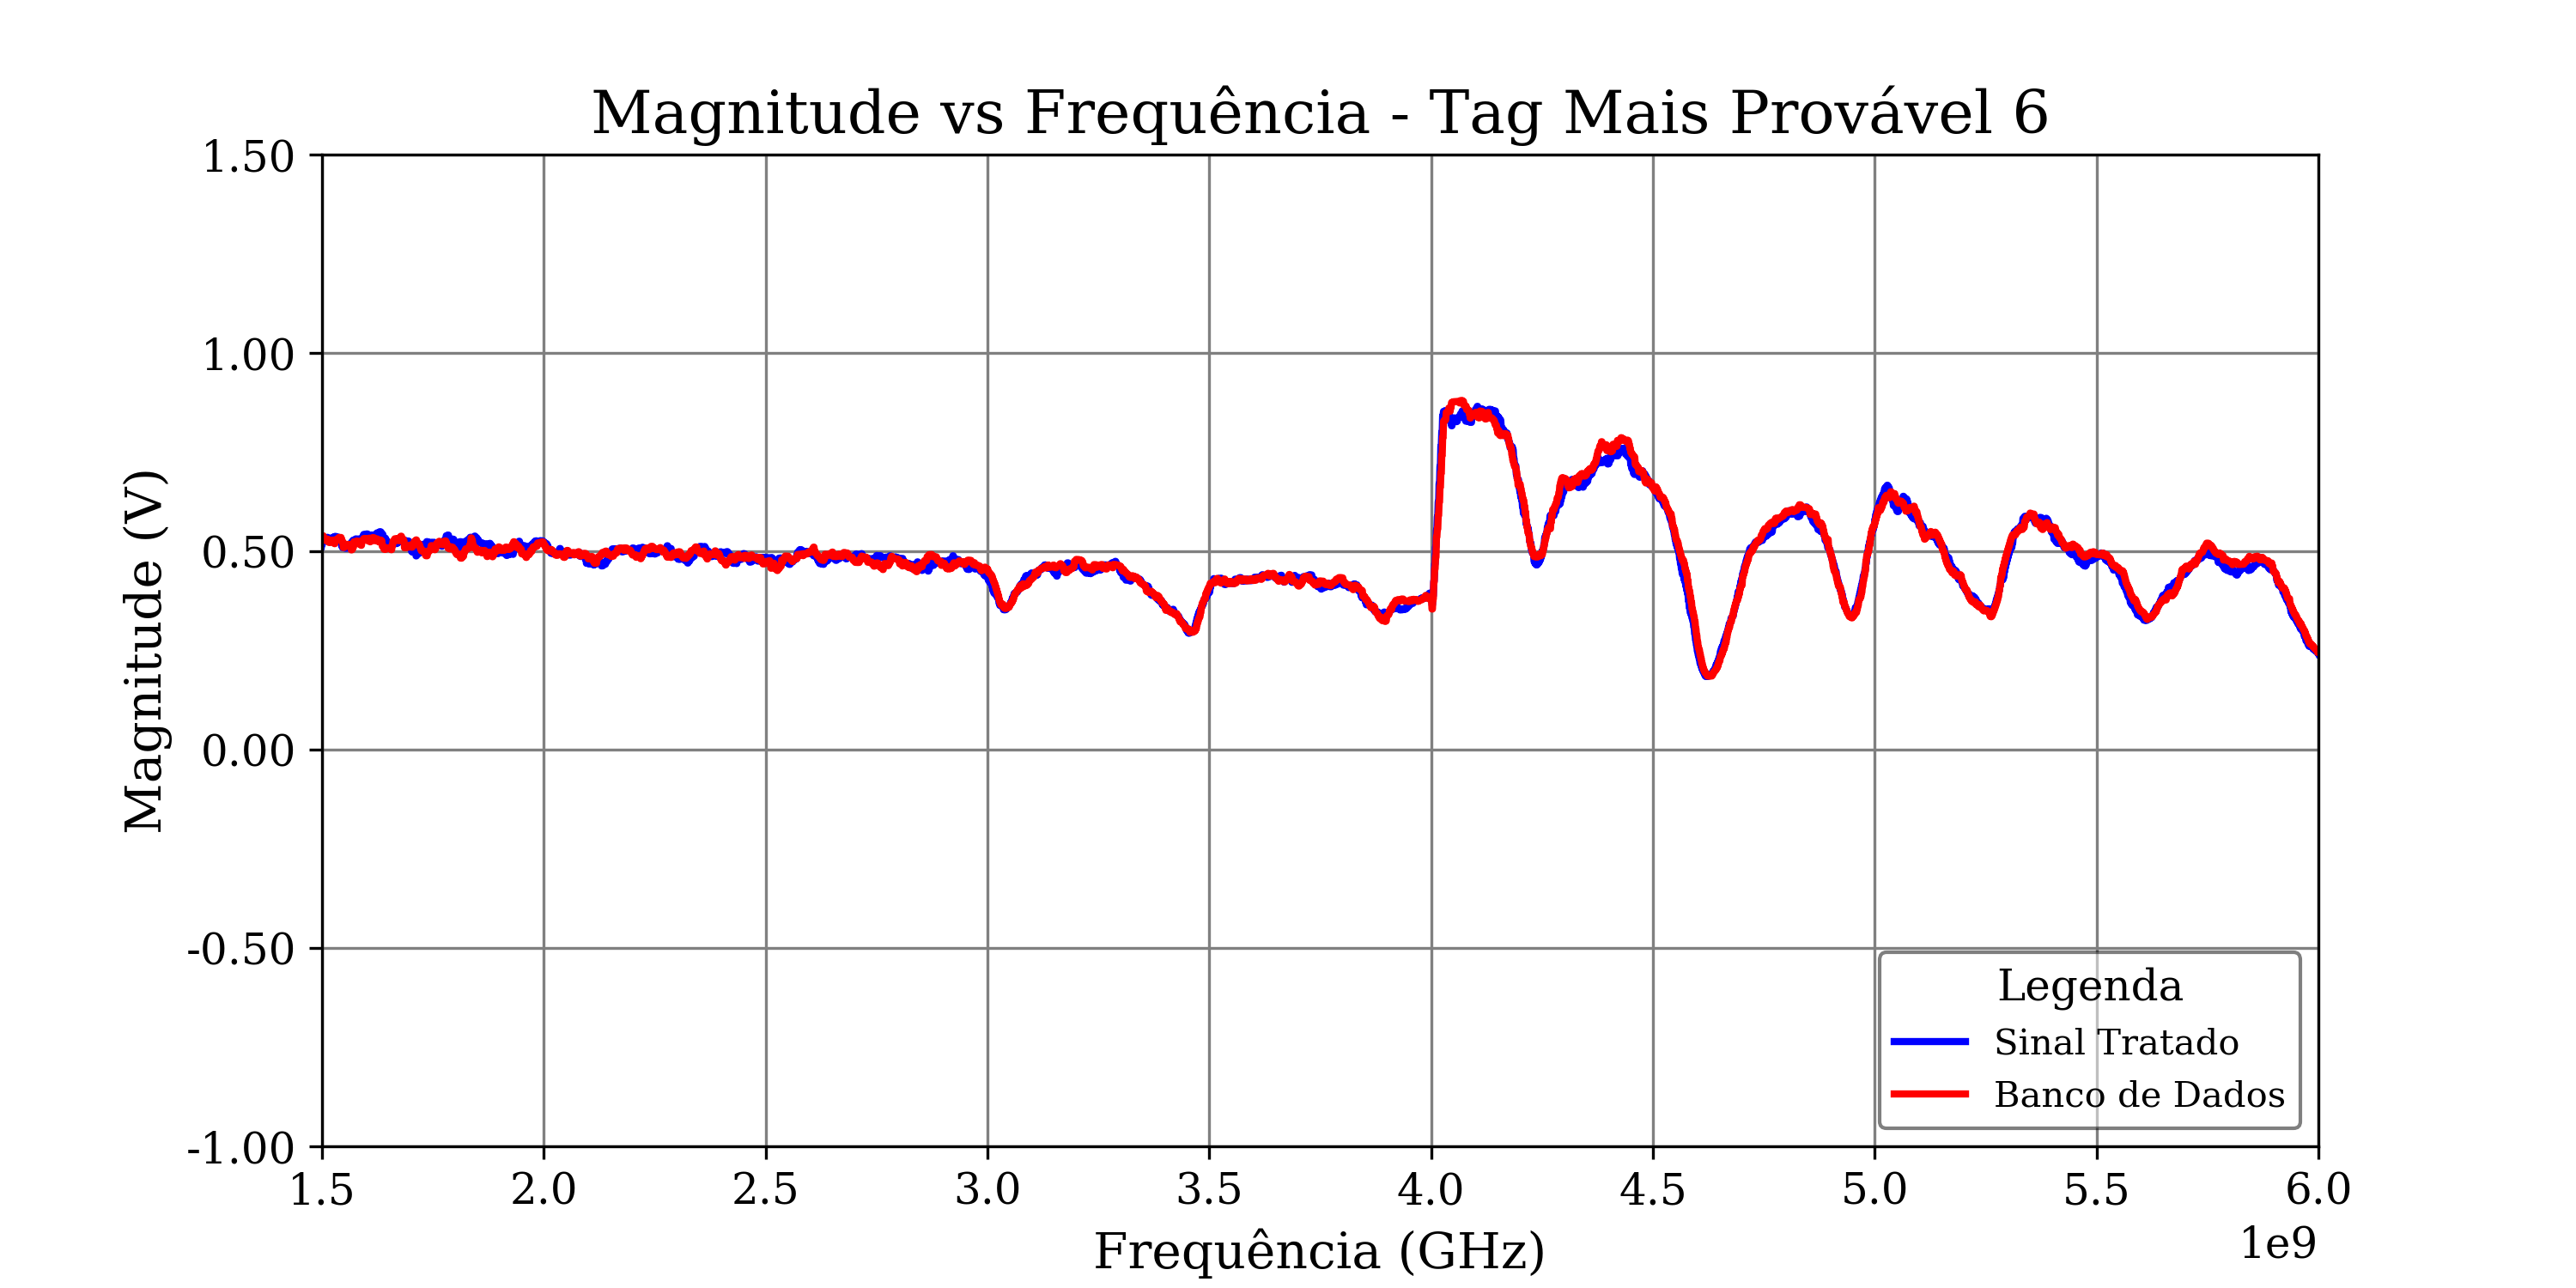 Magnitude vs Frequência - Tag Mais Provável 6
1.50
1.00
0.50
0.00
-0.50
-1.00
Magnitude (V)
Legenda
Sinal Tratado
Banco de Dados
1.5 2.0 2.5 3.0 3.5 4.0 4.5 5.0 5.5 6.0
1e9
Frequência (GHz)